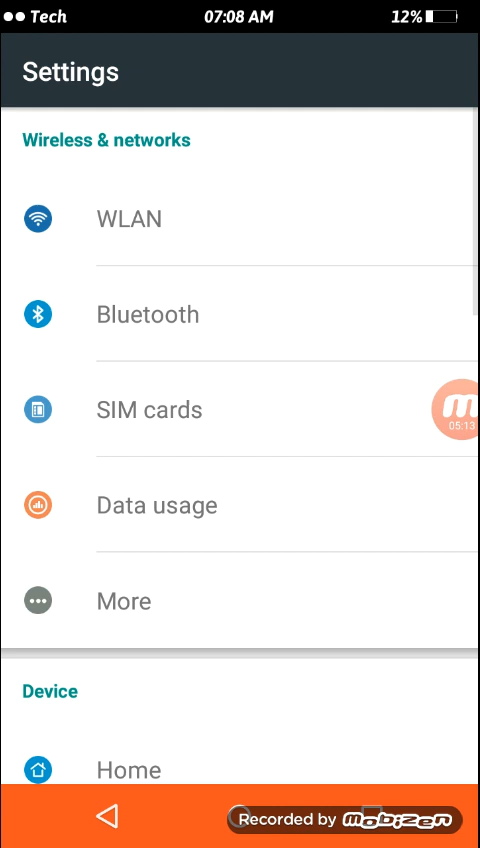 Tech 07:08 AM 12%
Settings
Wireless & networks
WLAN
Bluetooth
SIM cards
m
05:13
Data usage
More
Device
Home
Recorded by mobizen